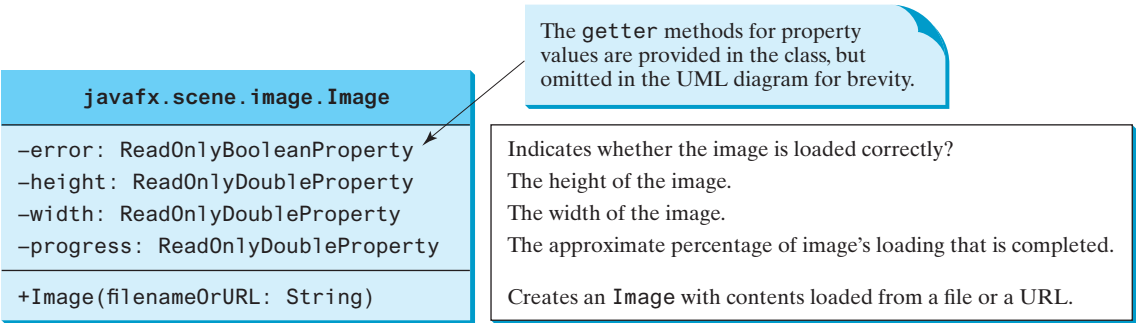 The getter methods for property
values are provided in the class, but
omitted in the UML diagram for brevity.
javafx.scene.image.Image
–error: ReadOnlyBooleanProperty
–height: ReadOnlyDoubleProperty
–width: ReadOnlyDoubleProperty
–progress: ReadOnlyDoubleProperty
+Image(filenameOrURL: String)
Indicates whether the image is loaded correctly?
The height of the image.
The width of the image.
The approximate percentage of image’s loading that is completed.
Creates an Image with contents loaded from a file or a URL.